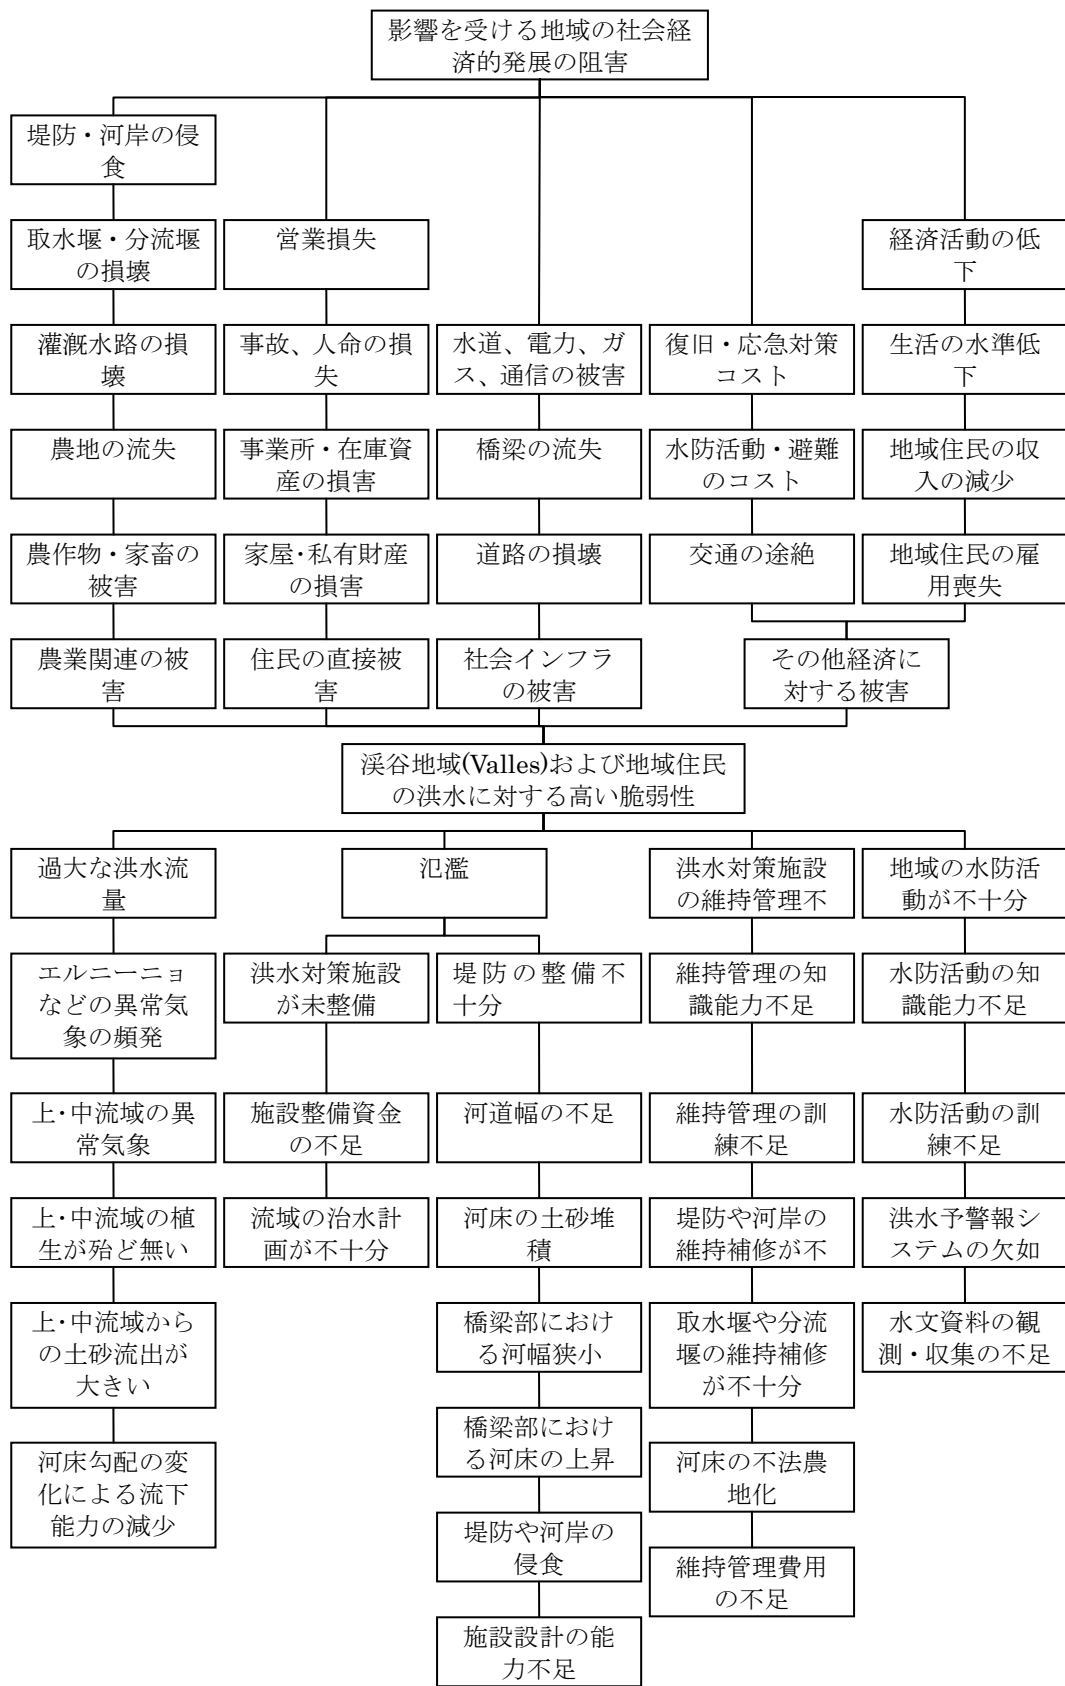 影響を受ける地域の社会経
済的発展の阻害
堤防・河岸の侵
食
取水堰・分流堰
の損壊
営業損失
経済活動の低
下
灌漑水路の損
壊
事故、人命の損
失
水道、電力、ガ
ス、通信の被害
復旧・応急対策
コスト
生活の水準低
下
農地の流失
事業所・在庫資
産の損害
橋梁の流失
水防活動・避難
のコスト
地域住民の収
入の減少
農作物・家畜の
被害
家屋・私有財産
の損害
道路の損壊
交通の途絶
地域住民の雇
用喪失
農業関連の被
害
住民の直接被
害
社会インフラ
の被害
その他経済に
対する被害
渓谷地域(Valles)および地域住民
の洪水に対する高い脆弱性
過大な洪水流
量
氾濫
洪水対策施設
の維持管理不
地域の水防活
動が不十分
エルニーニョ
などの異常気
象の頻発
洪水対策施設
が未整備
堤防の整備不
十分
維持管理の知
識能力不足
水防活動の知
識能力不足
上・中流域の異
常気象
施設整備資金
の不足
河道幅の不足
維持管理の訓
練不足
水防活動の訓
練不足
上・中流域の植
生が殆ど無い
流域の治水計
画が不十分
河床の土砂堆
積
堤防や河岸の
維持補修が不
洪水予警報シ
ステムの欠如
上・中流域から
の土砂流出が
大きい
橋梁部におけ
る河幅狭小
取水堰や分流
堰の維持補修
が不十分
水文資料の観
測・収集の不足
河床勾配の変
化による流下
能力の減少
橋梁部におけ
る河床の上昇
河床の不法農
地化
堤防や河岸の
侵食
維持管理費用
の不足
施設設計の能
力不足